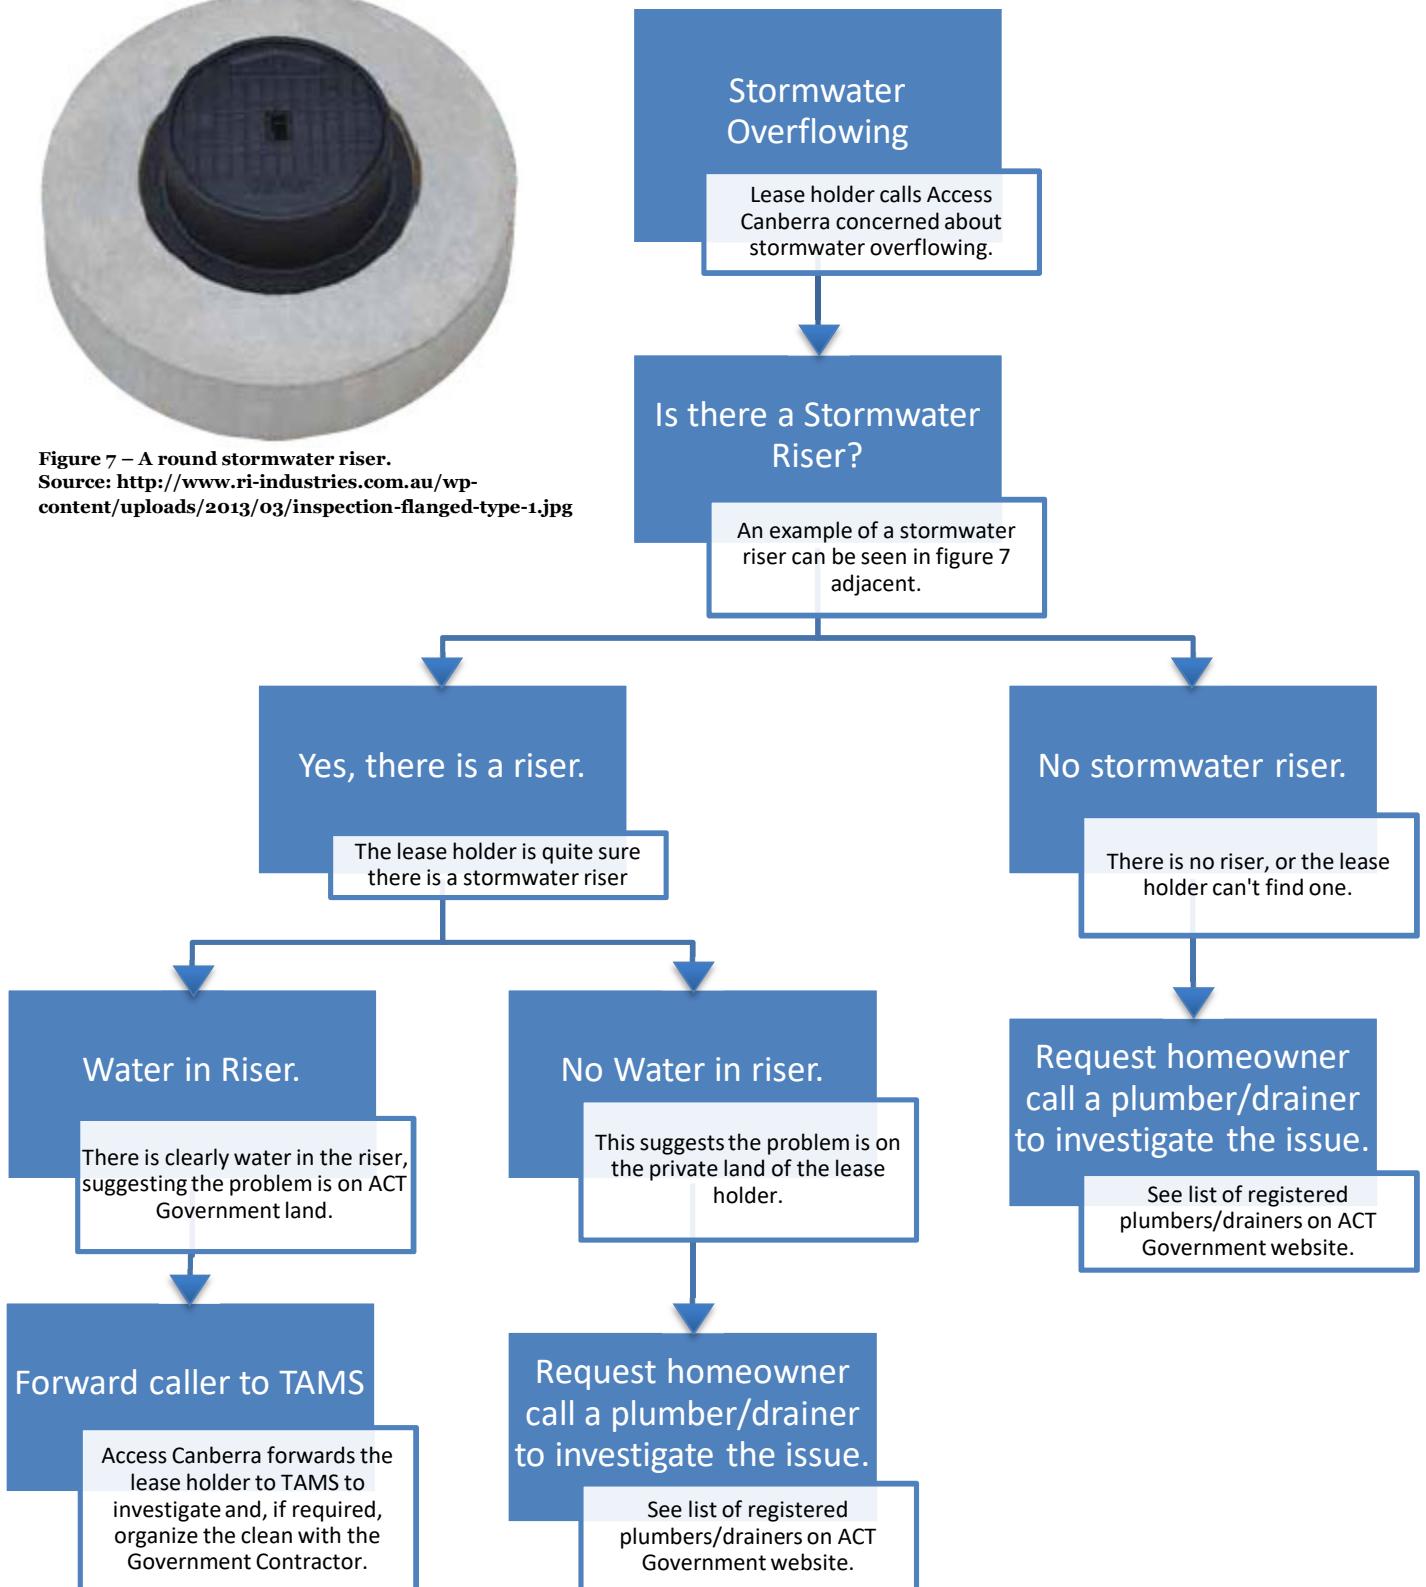 Stormwater
Overflowing
Lease holder calls Access
Canberra concerned about
stormwater overflowing.
Figure 7 – A round stormwater riser.
Source: http://www.ri-industries.com.au/wp-
content/uploads/2013/03/inspection-flanged-type-1.jpg
Is there a Stormwater
Riser?
An example of a stormwater
riser can be seen in figure 7
adjacent.
Yes, there is a riser.
The lease holder is quite sure
there is a stormwater riser
No stormwater riser.
There is no riser, or the lease
holder can't find one.
Water in Riser.
There is clearly water in the riser,
suggesting the problem is on ACT
Government land.
No Water in riser.
This suggests the problem is on
the private land of the lease
holder.
Request homeowner
call a plumber/drainer
to investigate the issue.
See list of registered
plumbers/drainers on ACT
Government website.
Forward caller to TAMS
Access Canberra forwards the
lease holder to TAMS to
investigate and, if required,
organize the clean with the
Government Contractor.
Request homeowner
call a plumber/drainer
to investigate the issue.
See list of registered
plumbers/drainers on ACT
Government website.